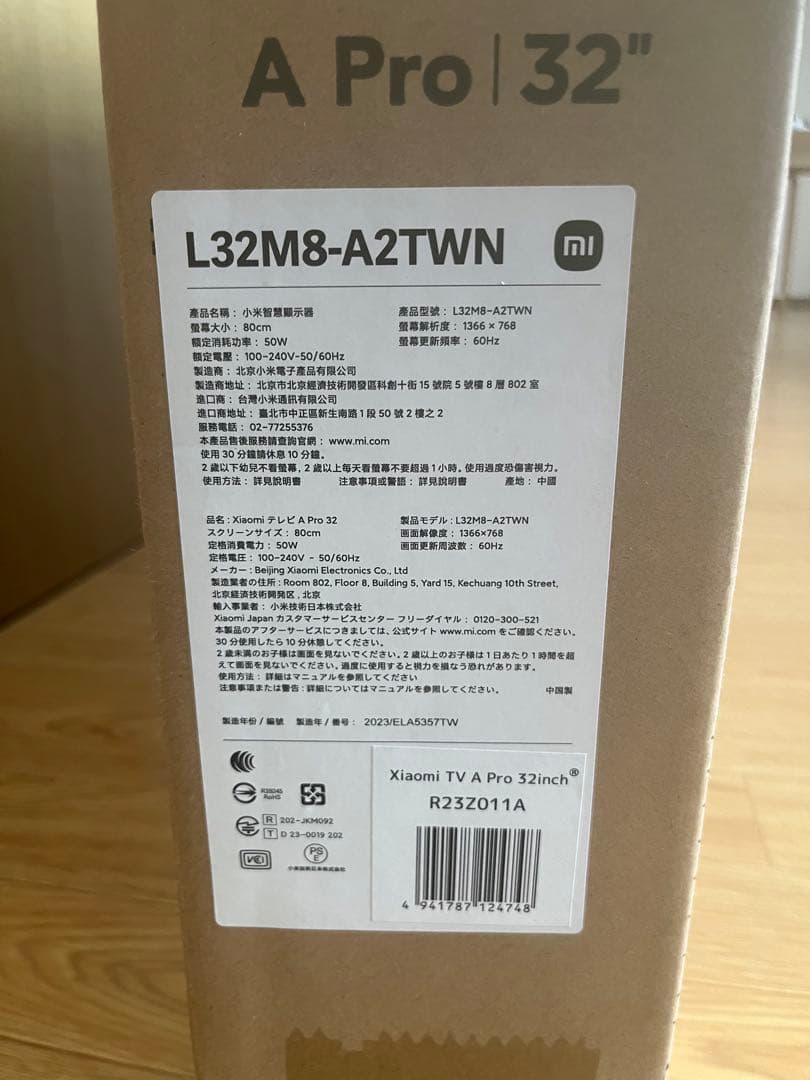 A Pro | 32"
L32M8-A2TWN
mi
產品名稱：小米智慧顯示器 產品型號：L32M8-A2TWN
螢幕大小：80cm 螢幕解析度：1366 × 768
額定消耗功率：50W 螢幕更新頻率：60Hz
額定電壓：100-240V-50/60Hz
製造商：北京小米電子產品有限公司
製造商地址：北京市北京經濟技術開發區科創十街 15 號院 5 號樓 8 層 802 室
進口商：台灣小米通訊有限公司
進口商地址：臺北市中正區新生南路 1 段 50 號 2 樓之 2
服務電話：02-77255376
本產品售後服務請查詢官網：www.mi.com
使用 30 分鐘請休息 10 分鐘。
2 歲以下幼兒不看螢幕，2 歲以上每天看螢幕不要超過 1 小時。使用過度恐傷害視力。
使用方法：詳見說明書 注意事項或警語：詳見說明書 產地：中國
品名：Xiaomi テレビ A Pro 32 製品モデル：L32M8-A2TWN
スクリーンサイズ：80cm 画面解像度：1366×768
定格消費電力：50W 画面更新周波数：60Hz
定格電圧：100-240V - 50/60Hz
メーカー：Beijing Xiaomi Electronics Co., Ltd
製造業者の住所：Room 802, Floor 8, Building 5, Yard 15, Kechuang 10th Street,
北京経済技術開発区 , 北京
輸入事業者：小米技術日本株式会社
Xiaomi Japan カスタマーサービスセンター フリーダイヤル：0120-300-521
本製品のアフターサービスにつきましては、公式サイト www.mi.com をご確認ください。
30 分使用したら 10 分休憩してください。
2 歳未満のお子様は画面を見ないでください。2 歳以上のお子様は 1 日あたり 1 時間を超
えて画面を見ないでください。過度に使用すると視力を損なう恐れがあります。
使用方法：詳細はマニュアルを参照してください
注意事項または警告：詳細についてはマニュアルを参照してください。 中国製
製造年份 / 編號 製造年 / 番号：2023/ELA5357TW
R3B045
RoHS
R 202-JKM092
T D 23-0019 202
VCCI
PS
E
小米技術日本株式会社
Xiaomi TV A Pro 32inch®
R23Z011A
4 941787 124748